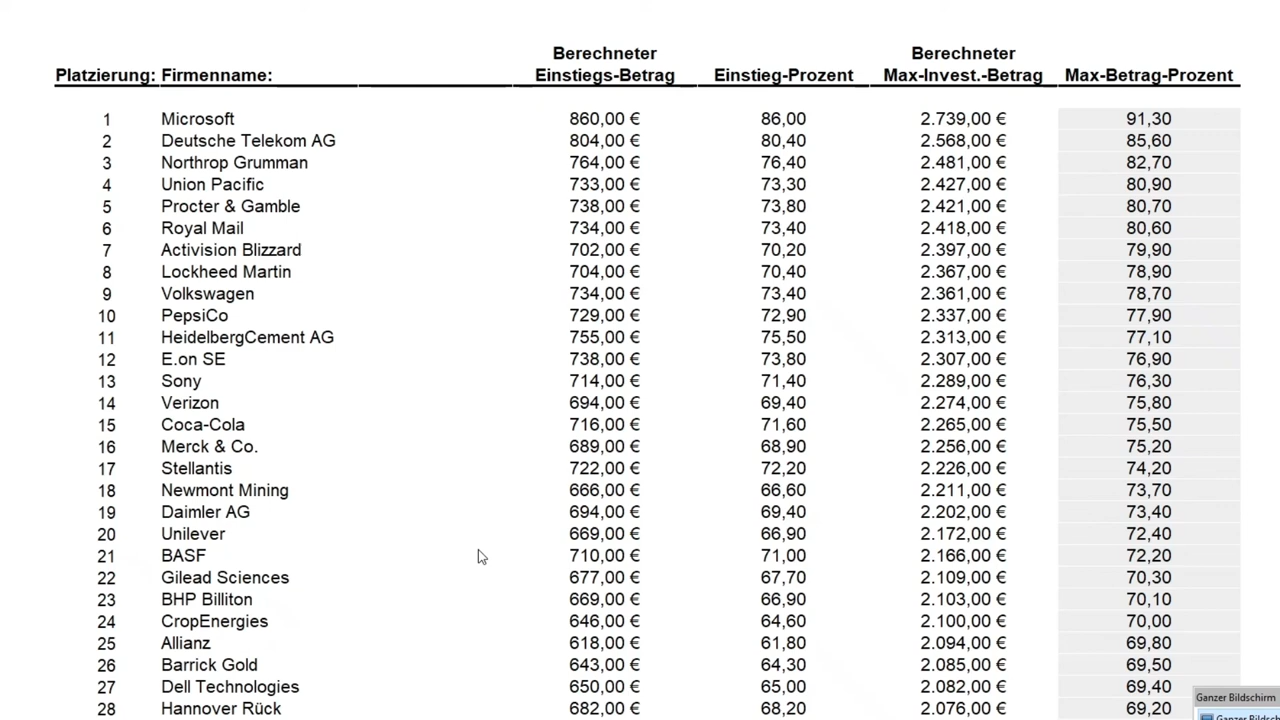 Berechneter Berechneter
Platzierung: Firmenname: Einstiegs-Betrag Einstieg-Prozent Max-Invest.-Betrag Max-Betrag-Prozent
1 Microsoft 860,00 € 86,00 2.739,00 € 91,30
2 Deutsche Telekom AG 804,00 € 80,40 2.568,00 € 85,60
3 Northrop Grumman 764,00 € 76,40 2.481,00 € 82,70
4 Union Pacific 733,00 € 73,30 2.427,00 € 80,90
5 Procter & Gamble 738,00 € 73,80 2.421,00 € 80,70
6 Royal Mail 734,00 € 73,40 2.418,00 € 80,60
7 Activision Blizzard 702,00 € 70,20 2.397,00 € 79,90
8 Lockheed Martin 704,00 € 70,40 2.367,00 € 78,90
9 Volkswagen 734,00 € 73,40 2.361,00 € 78,70
10 PepsiCo 729,00 € 72,90 2.337,00 € 77,90
11 HeidelbergCement AG 755,00 € 75,50 2.313,00 € 77,10
12 E.on SE 738,00 € 73,80 2.307,00 € 76,90
13 Sony 714,00 € 71,40 2.289,00 € 76,30
14 Verizon 694,00 € 69,40 2.274,00 € 75,80
15 Coca-Cola 716,00 € 71,60 2.265,00 € 75,50
16 Merck & Co. 689,00 € 68,90 2.256,00 € 75,20
17 Stellantis 722,00 € 72,20 2.226,00 € 74,20
18 Newmont Mining 666,00 € 66,60 2.211,00 € 73,70
19 Daimler AG 694,00 € 69,40 2.202,00 € 73,40
20 Unilever 669,00 € 66,90 2.172,00 € 72,40
21 BASF 710,00 € 71,00 2.166,00 € 72,20
22 Gilead Sciences 677,00 € 67,70 2.109,00 € 70,30
23 BHP Billiton 669,00 € 66,90 2.103,00 € 70,10
24 CropEnergies 646,00 € 64,60 2.100,00 € 70,00
25 Allianz 618,00 € 61,80 2.094,00 € 69,80
26 Barrick Gold 643,00 € 64,30 2.085,00 € 69,50
27 Dell Technologies 650,00 € 65,00 2.082,00 € 69,40
28 Hannover Rück 682,00 € 68,20 2.076,00 € 69,20
Ganzer Bildschirm
Ganzer